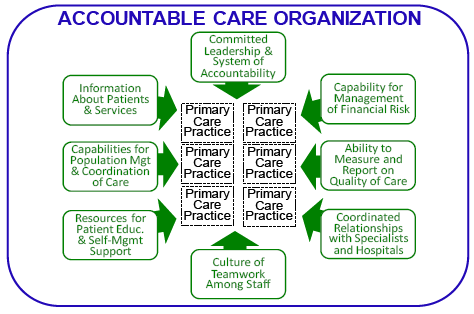 ACCOUNTABLE CARE ORGANIZATION
Committed
Leadership &
System of
Accountability
Information
About Patients
& Services
Capability for
Management
of Financial Risk
Primary
Care
Practice
Primary
Care
Practice
Capabilities for
Population Mgt
& Coordination
of Care
Primary
Care
Practice
Primary
Care
Practice
Ability to
Measure and
Report on
Quality of Care
Resources for
Patient Educ.
& Self-Mgmt
Support
Primary
Care
Practice
Primary
Care
Practice
Coordinated
Relationships
with Specialists
and Hospitals
Culture of
Teamwork
Among Staff